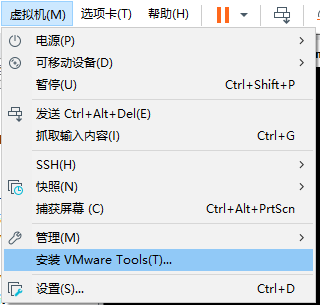 虚拟机(M) 选项卡(T) 帮助(H)
电源(P)
可移动设备(D)
暂停(U) Ctrl+Shift+P
发送 Ctrl+Alt+Del(E)
抓取输入内容(I) Ctrl+G
SSH(H)
快照(N)
捕获屏幕 (C) Ctrl+Alt+PrtScn
管理(M)
安装 VMware Tools(T)...
设置(S)... Ctrl+D